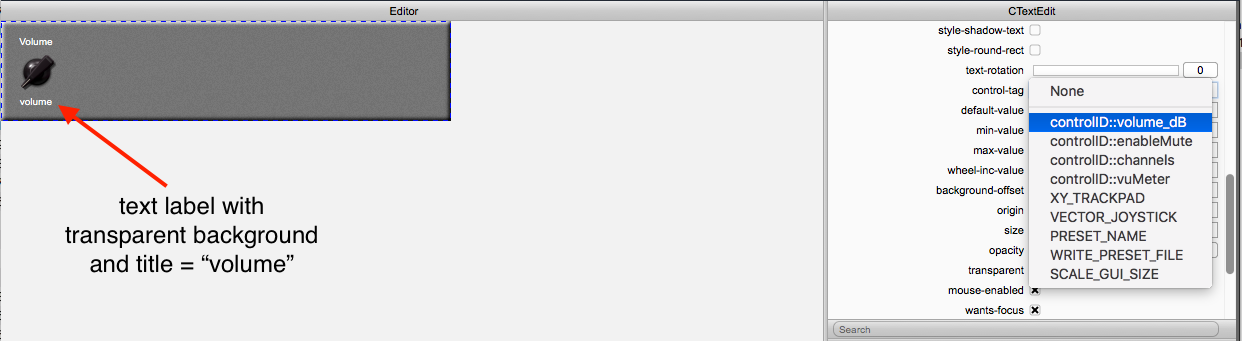 Editor
CTextEdit
Volume
volume
text label with
transparent background
and title = “volume”
style-shadow-text
style-round-rect
text-rotation 0
control-tag
default-value
min-value
max-value
wheel-inc-value
background-offset
origin
size
opacity
transparent
mouse-enabled
wants-focus
None
controlID::volume_dB
controlID::enableMute
controlID::channels
controlID::vuMeter
XY_TRACKPAD
VECTOR_JOYSTICK
PRESET_NAME
WRITE_PRESET_FILE
SCALE_GUI_SIZE
Search